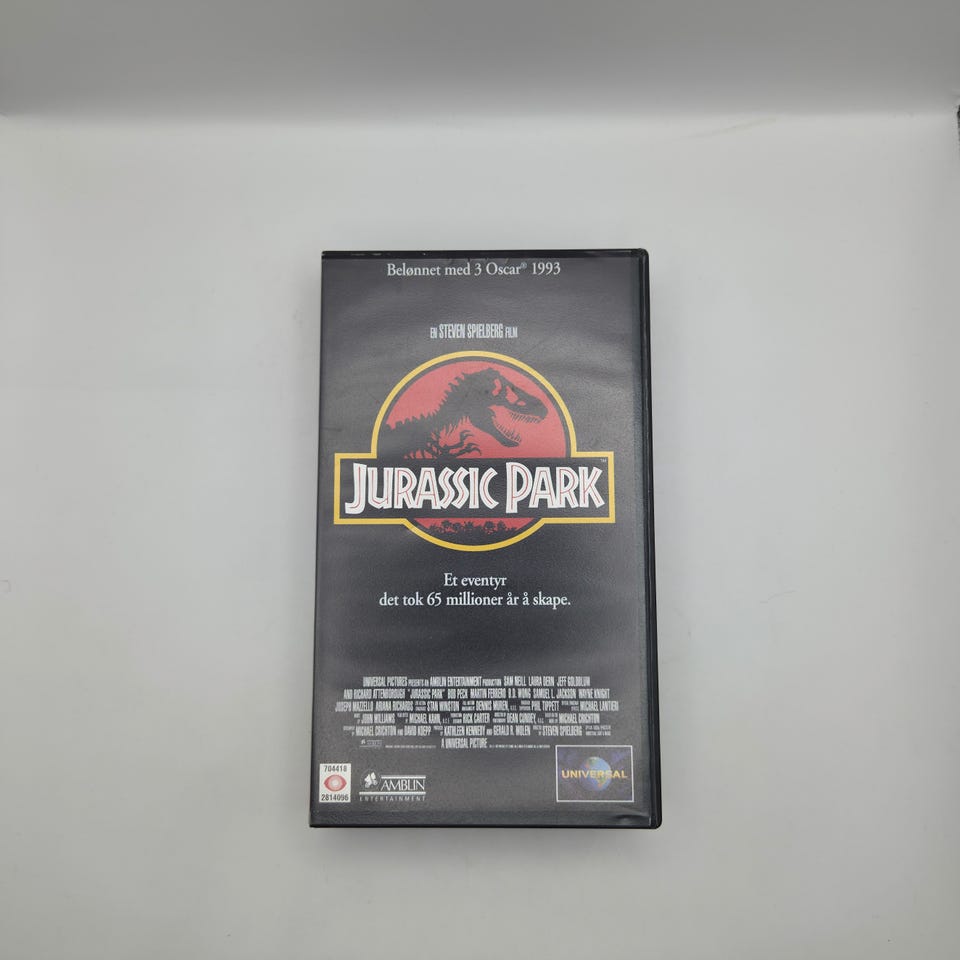 Belønnet med 3 Oscar® 1993
EN STEVEN SPIELBERG FILM
JURASSIC PARK™
Et eventyr
det tok 65 millioner år å skape.
UNIVERSAL PICTURES PRESENTS AN AMBLIN ENTERTAINMENT PRODUCTION SAM NEILL LAURA DERN JEFF GOLDBLUM
AND RICHARD ATTENBOROUGH "JURASSIC PARK" BOB PECK MARTIN FERRERO B.D. WONG SAMUEL L. JACKSON WAYNE KNIGHT
JOSEPH MAZZELLO ARIANA RICHARDS STAN WINSTON DENNIS MUREN, PHIL TIPPETT MICHAEL LANTIERI
JOHN WILLIAMS MICHAEL KAHN, RICK CARTER DEAN CUNDEY, MICHAEL CRICHTON
MICHAEL CRICHTON AND DAVID KOEPP KATHLEEN KENNEDY AND GERALD R. MOLEN STEVEN SPIELBERG
A UNIVERSAL PICTURE
704418
2814096
AMBLIN
ENTERTAINMENT
UNIVERSAL